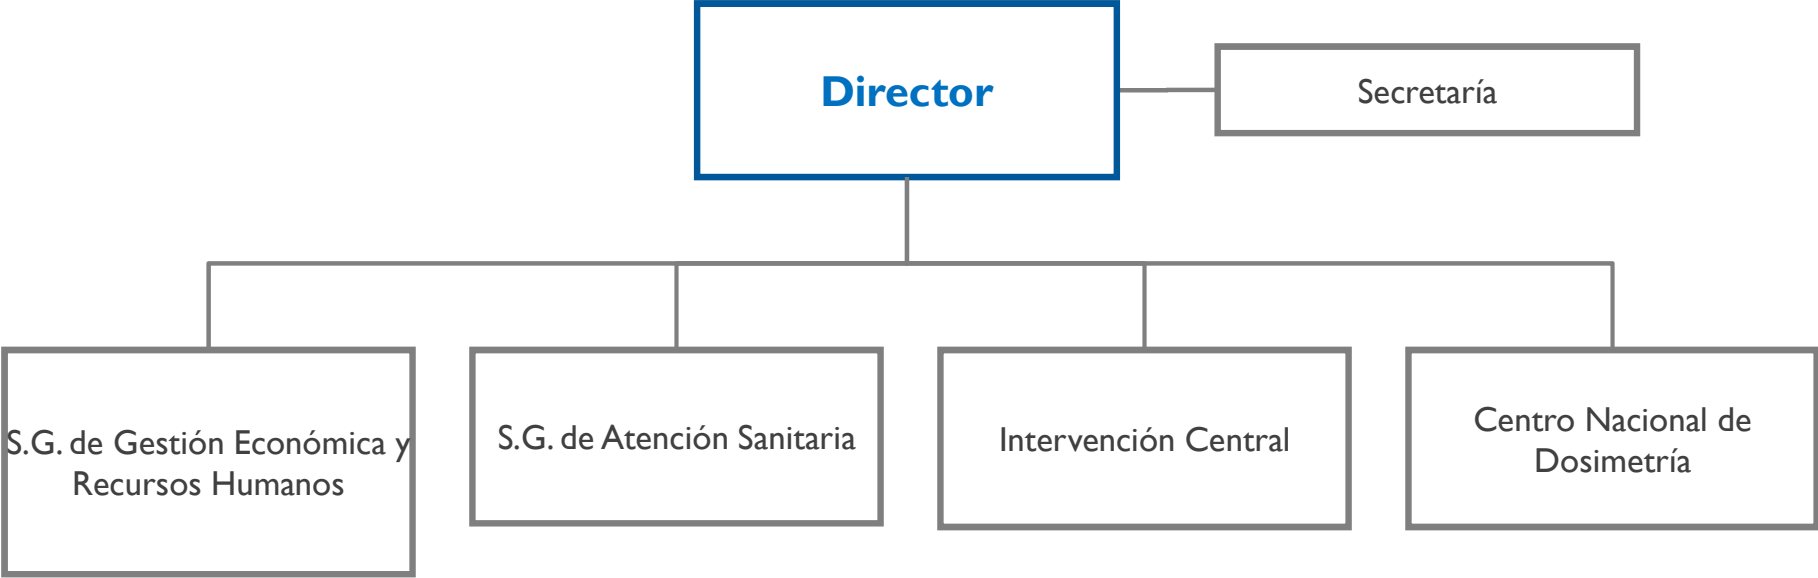 Director
Secretaría
S.G. de Gestión Económica y
Recursos Humanos
S.G. de Atención Sanitaria
Intervención Central
Centro Nacional de
Dosimetría